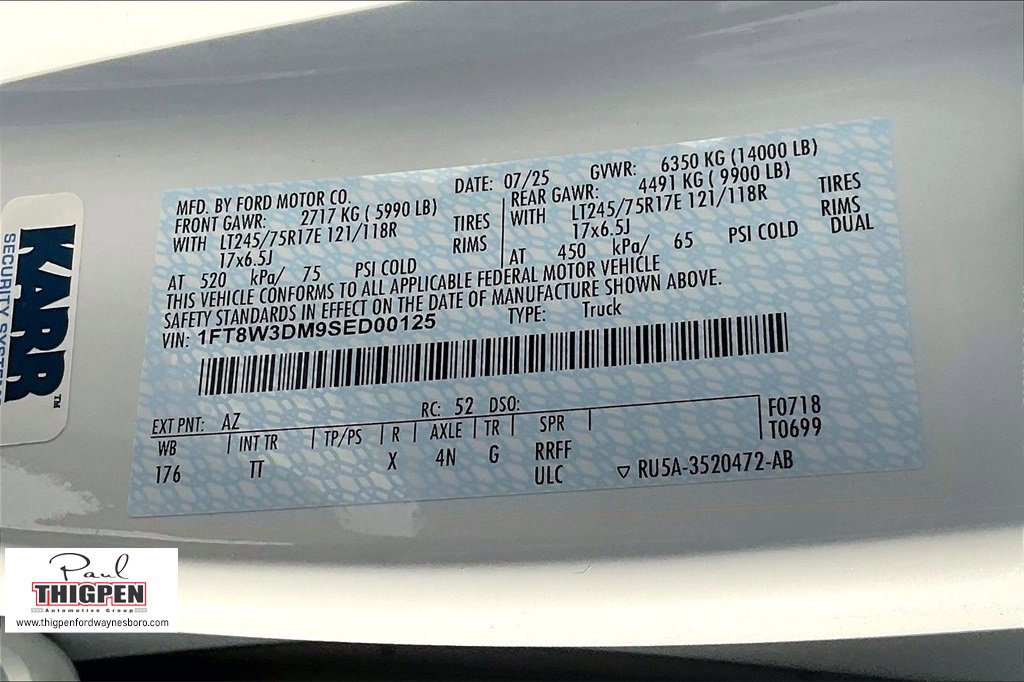 MFD. BY FORD MOTOR CO.
DATE: 07/25
GVWR: 6350 KG (14000 LB)
FRONT GAWR: 2717 KG ( 5990 LB)
WITH LT245/75R17E 121/118R TIRES
17x6.5J RIMS
AT 520 kPa/ 75 PSI COLD
REAR GAWR: 4491 KG ( 9900 LB)
WITH LT245/75R17E 121/118R TIRES
17x6.5J RIMS
AT 450 kPa/ 65 PSI COLD DUAL
THIS VEHICLE CONFORMS TO ALL APPLICABLE FEDERAL MOTOR VEHICLE
SAFETY STANDARDS IN EFFECT ON THE DATE OF MANUFACTURE SHOWN ABOVE.
VIN: 1FT8W3DM9SED00125
TYPE: Truck
EXT PNT: AZ RC: 52 DSO:
F0718
T0699
WB INT TR TP/PS R AXLE TR SPR
176 TT X 4N G RRFF
ULC
RU5A-3520472-AB
KARR™
SECURITY
Paul
THIGPEN
Automotive Group
www.thigpenfordwaynesboro.com